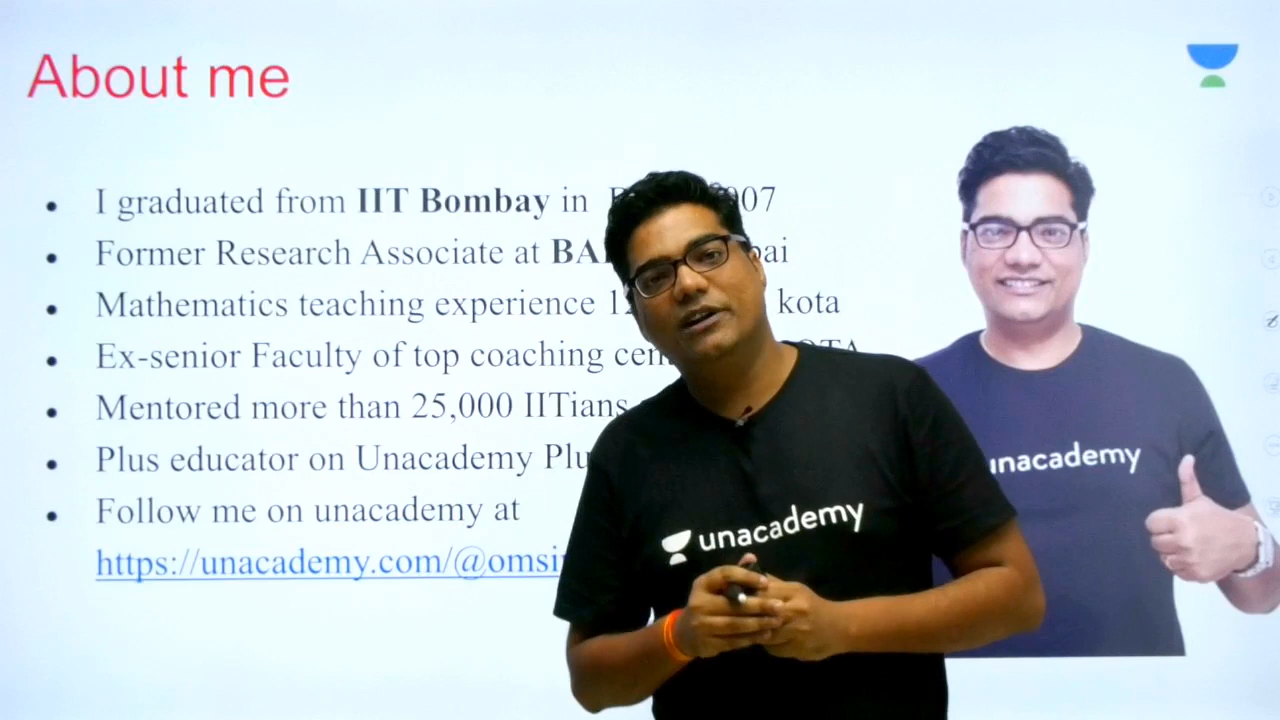 About me
I graduated from IIT Bombay in 07
Former Research Associate at
Mathematics teaching experience kota
Ex-senior Faculty of top coaching
Mentored more than 25,000 IITians
Plus educator on Unacademy
Follow me on unacademy at
https://unacademy.com/@omsi
unacademy
unacademy